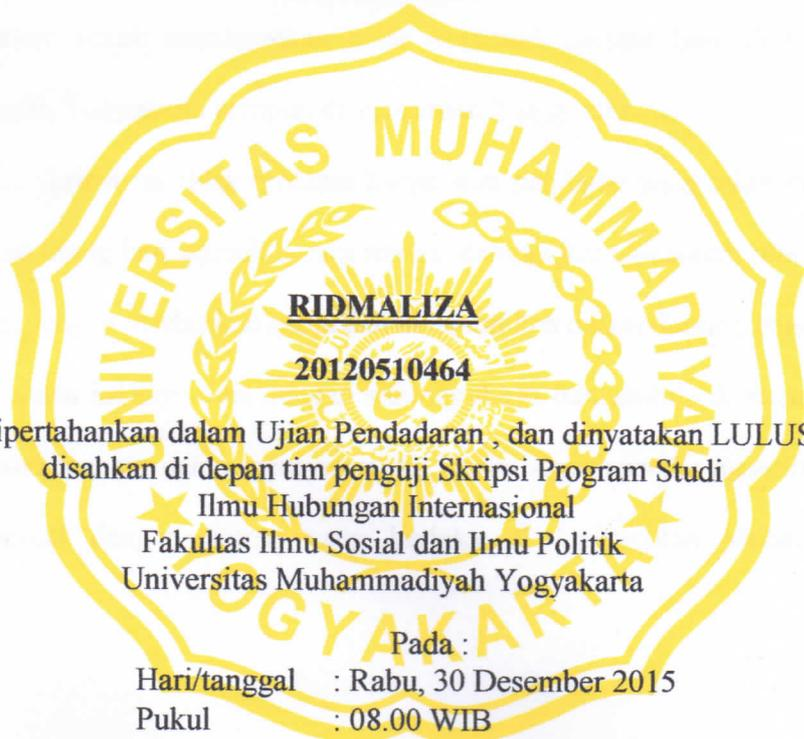 UNIVERSITAS MUHAMMADIYAH
YOGYAKARTA
RIDMALIZA
20120510464
ipertahankan dalam Ujian Pendadaran , dan dinyatakan LULUS
disahkan di depan tim penguji Skripsi Program Studi
Ilmu Hubungan Internasional
Fakultas Ilmu Sosial dan Ilmu Politik
Universitas Muhammadiyah Yogyakarta
Pada :
Hari/tanggal : Rabu, 30 Desember 2015
Pukul : 08.00 WIB